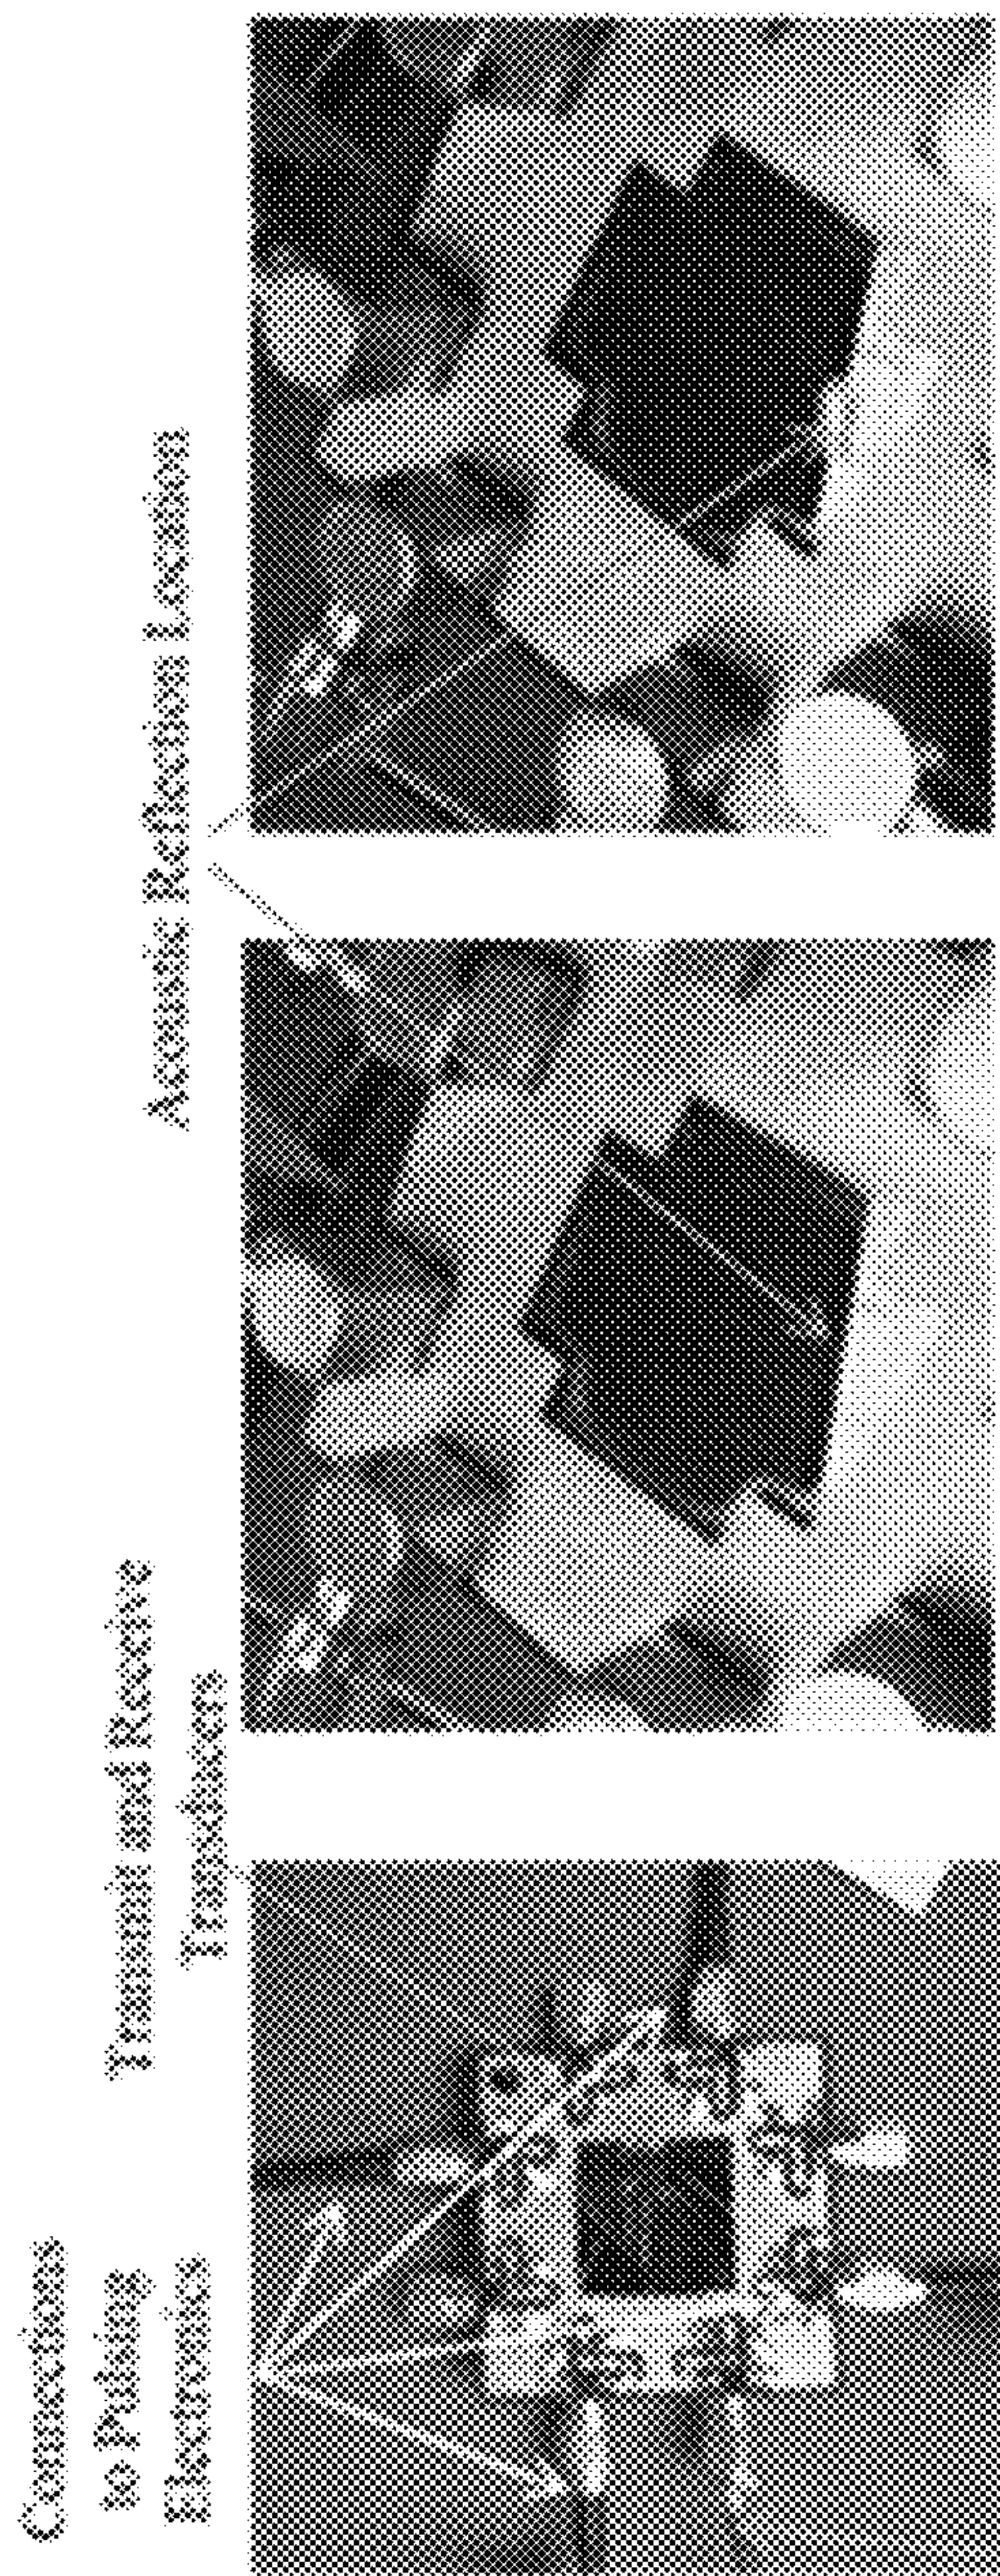 Connections
to Pulsing
Electronics
Transmit and Receive
Transducers
Acoustic Reflection Location